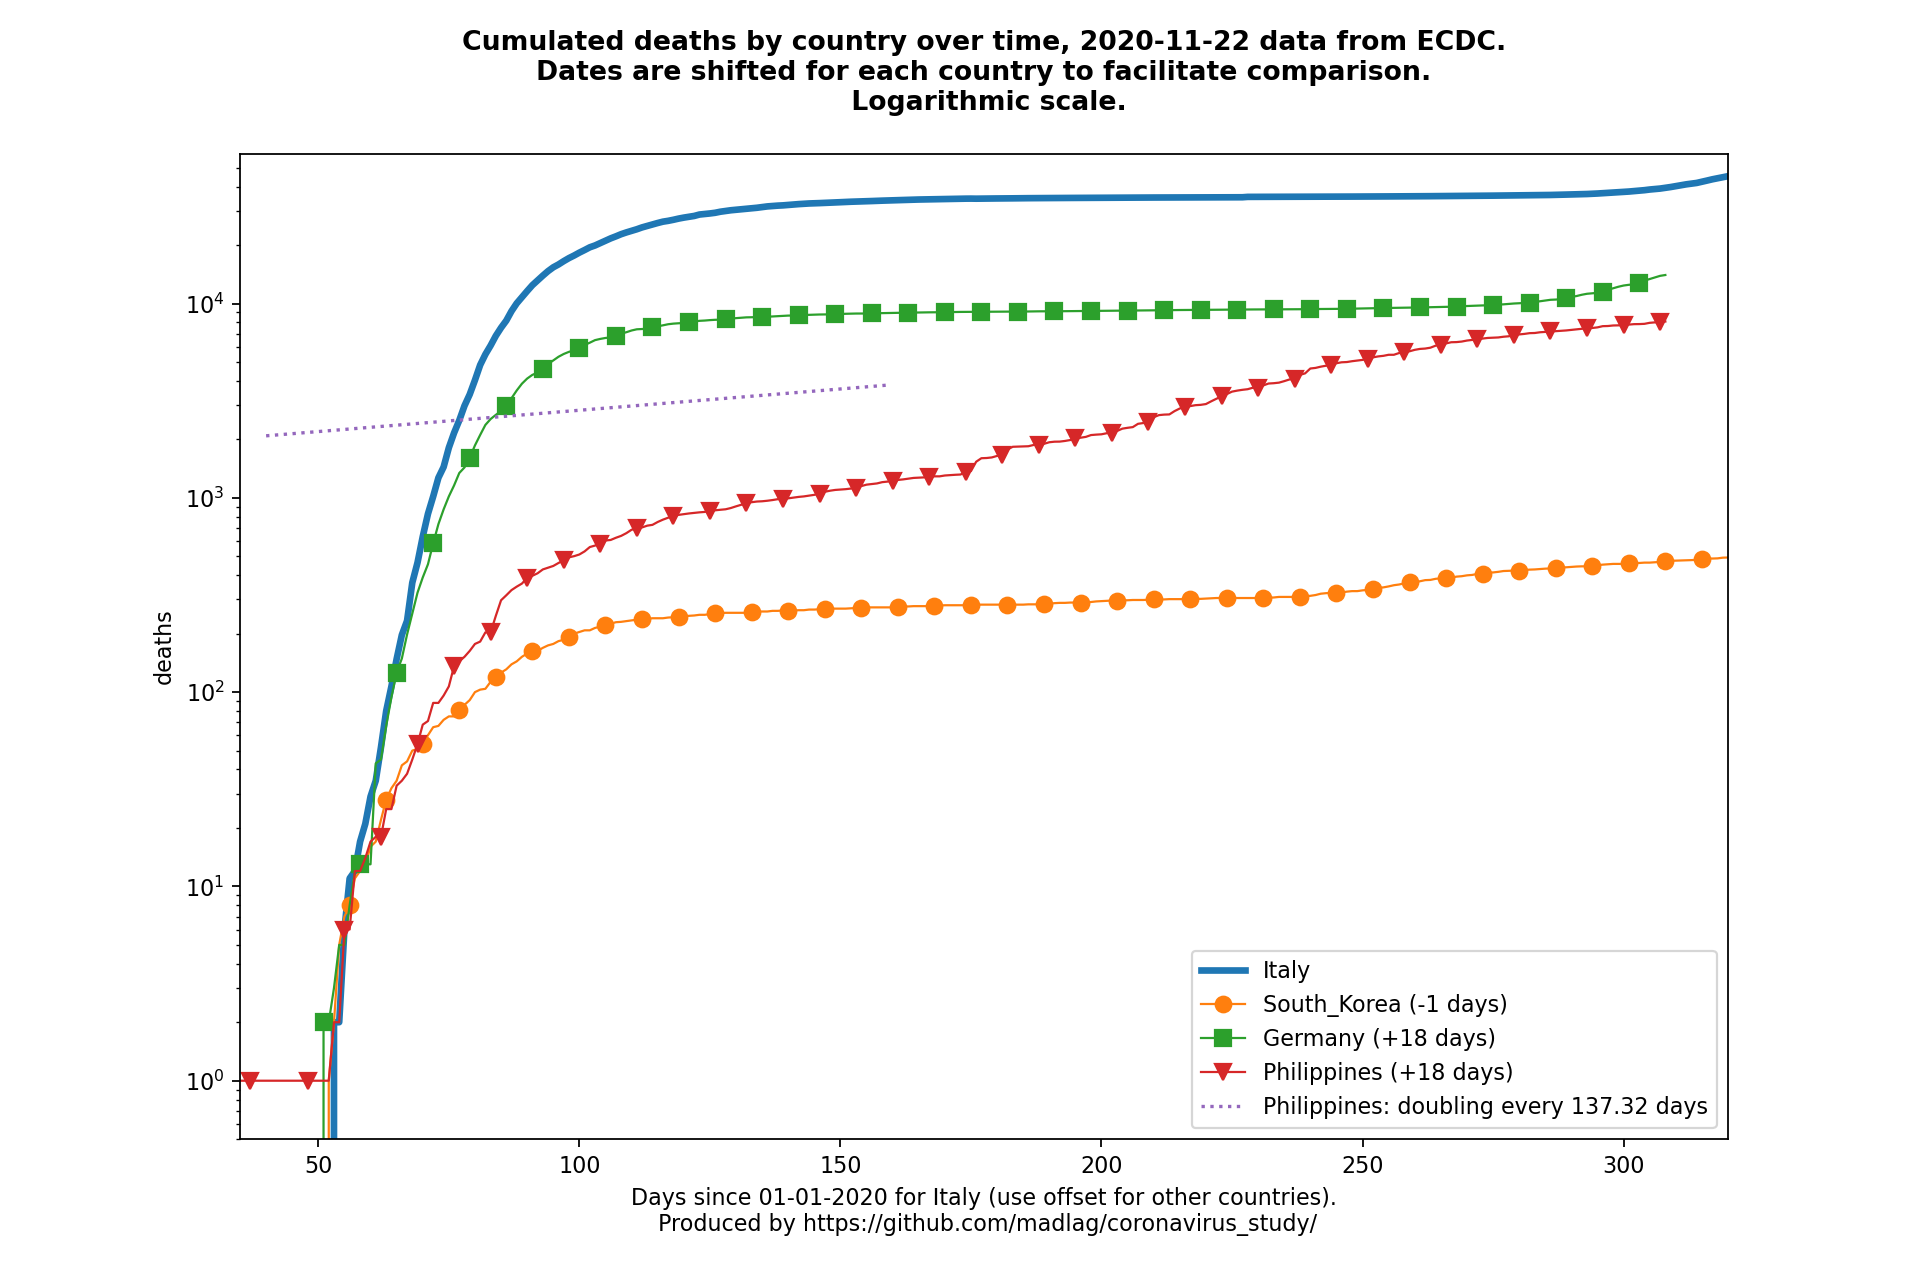 Cumulated deaths by country over time, 2020-11-22 data from ECDC.
Dates are shifted for each country to facilitate comparison.
Logarithmic scale.
deaths
10⁴
10³
10²
10¹
10⁰
50 100 150 200 250 300
Italy
South_Korea (-1 days)
Germany (+18 days)
Philippines (+18 days)
Philippines: doubling every 137.32 days
Days since 01-01-2020 for Italy (use offset for other countries).
Produced by https://github.com/madlag/coronavirus_study/